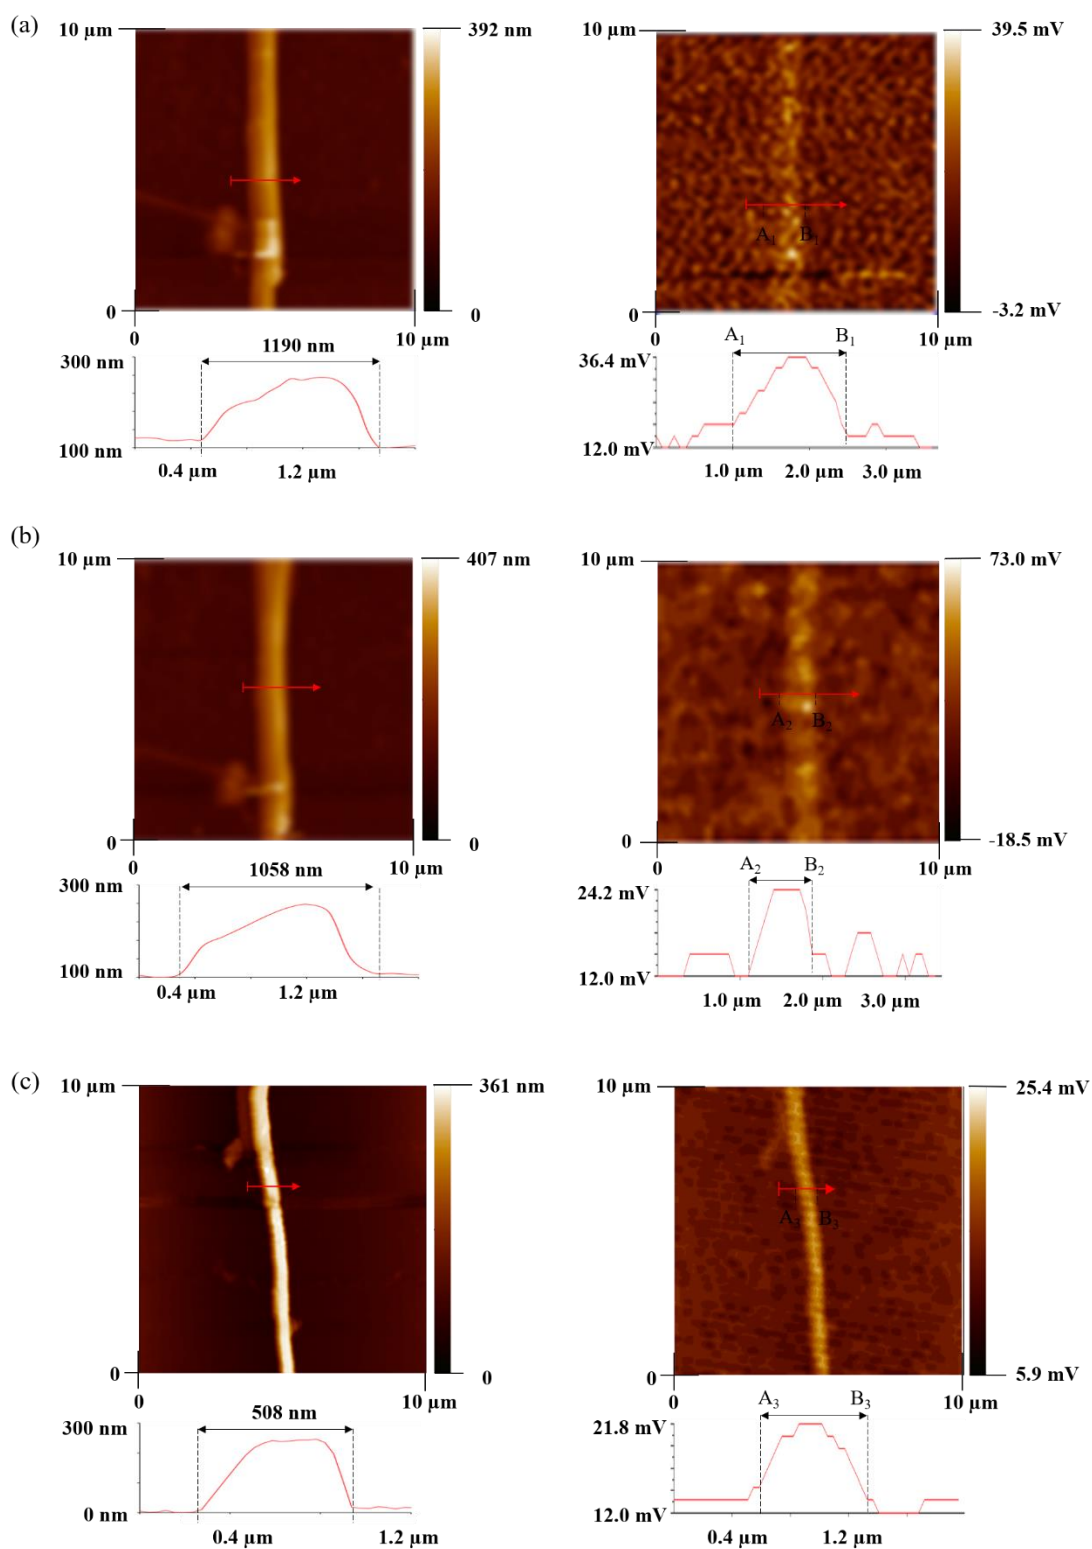 (a)
10 µm
392 nm
0
0
10 µm
1190 nm
300 nm
100 nm
0.4 µm
1.2 µm
10 µm
39.5 mV
A1
B1
0
-3.2 mV
0
10 µm
A1
B1
36.4 mV
12.0 mV
1.0 µm
2.0 µm
3.0 µm
(b)
10 µm
407 nm
0
0
0
10 µm
1058 nm
300 nm
100 nm
0.4 µm
1.2 µm
10 µm
73.0 mV
A2
B2
0
-18.5 mV
0
10 µm
A2
B2
24.2 mV
12.0 mV
1.0 µm
2.0 µm
3.0 µm
(c)
10 µm
361 nm
0
0
0
10 µm
508 nm
300 nm
0 nm
0.4 µm
1.2 µm
10 µm
25.4 mV
A3
B3
0
5.9 mV
0
10 µm
A3
B3
21.8 mV
12.0 mV
0.4 µm
1.2 µm